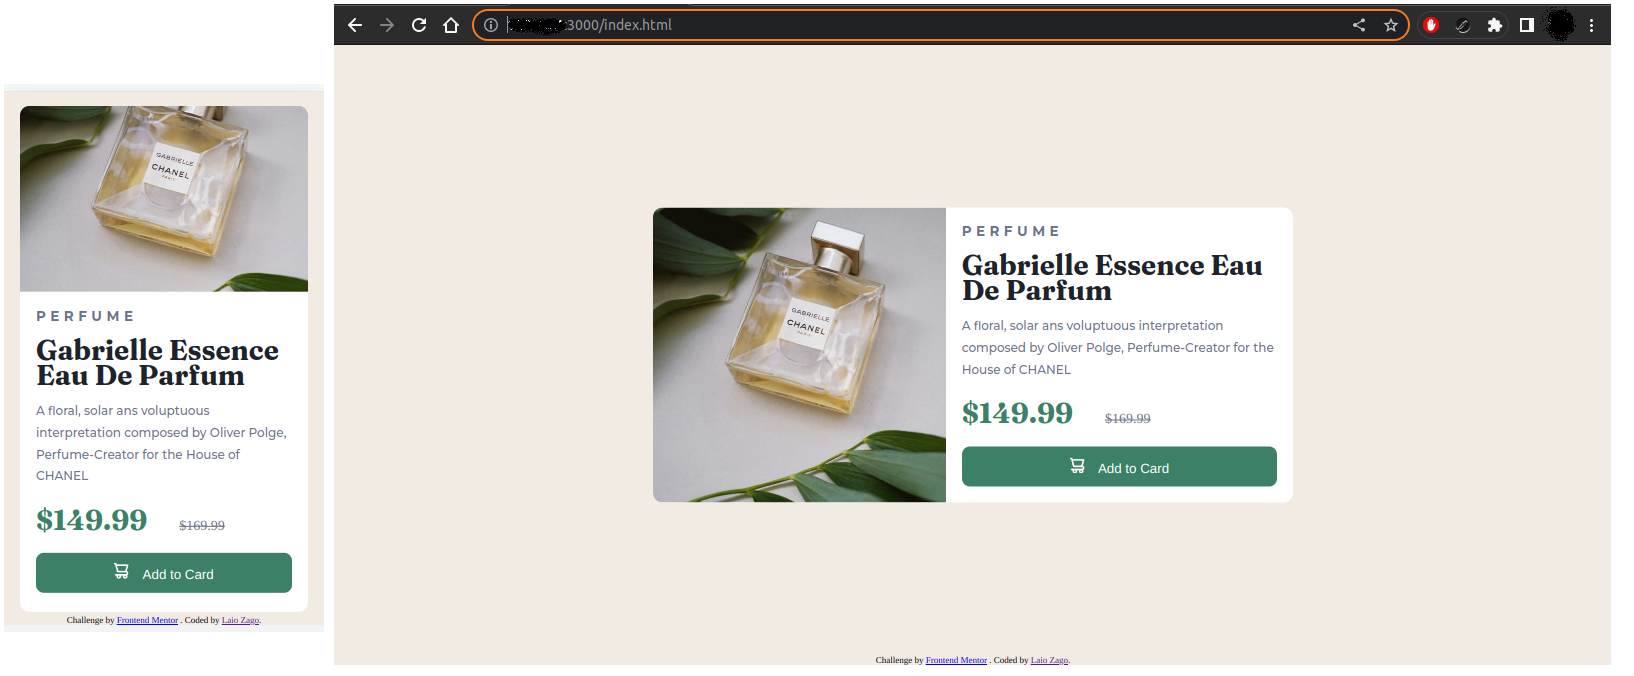 GABRIELLE
CHANEL
PARIS
PERFUME
Gabrielle Essence
Eau De Parfum
A floral, solar ans voluptuous
interpretation composed by Oliver Polge,
Perfume-Creator for the House of
CHANEL
$149.99 $169.99
Add to Card
Challenge by Frontend Mentor . Coded by Laio Zago.
:3000/index.html
GABRIELLE
CHANEL
PARIS
PERFUME
Gabrielle Essence Eau
De Parfum
A floral, solar ans voluptuous interpretation
composed by Oliver Polge, Perfume-Creator for the
House of CHANEL
$149.99 $169.99
Add to Card
Challenge by Frontend Mentor . Coded by Laio Zago.